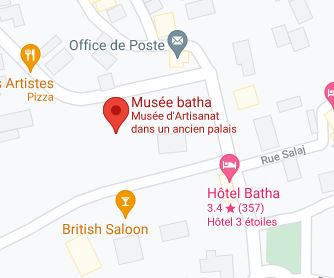 Office de Poste
s Artistes
Pizza
Musée batha
Musée d'Artisanat
dans un ancien palais
Rue Salaj
Hôtel Batha
3.4 ★ (357)
Hôtel 3 étoiles
British Saloon